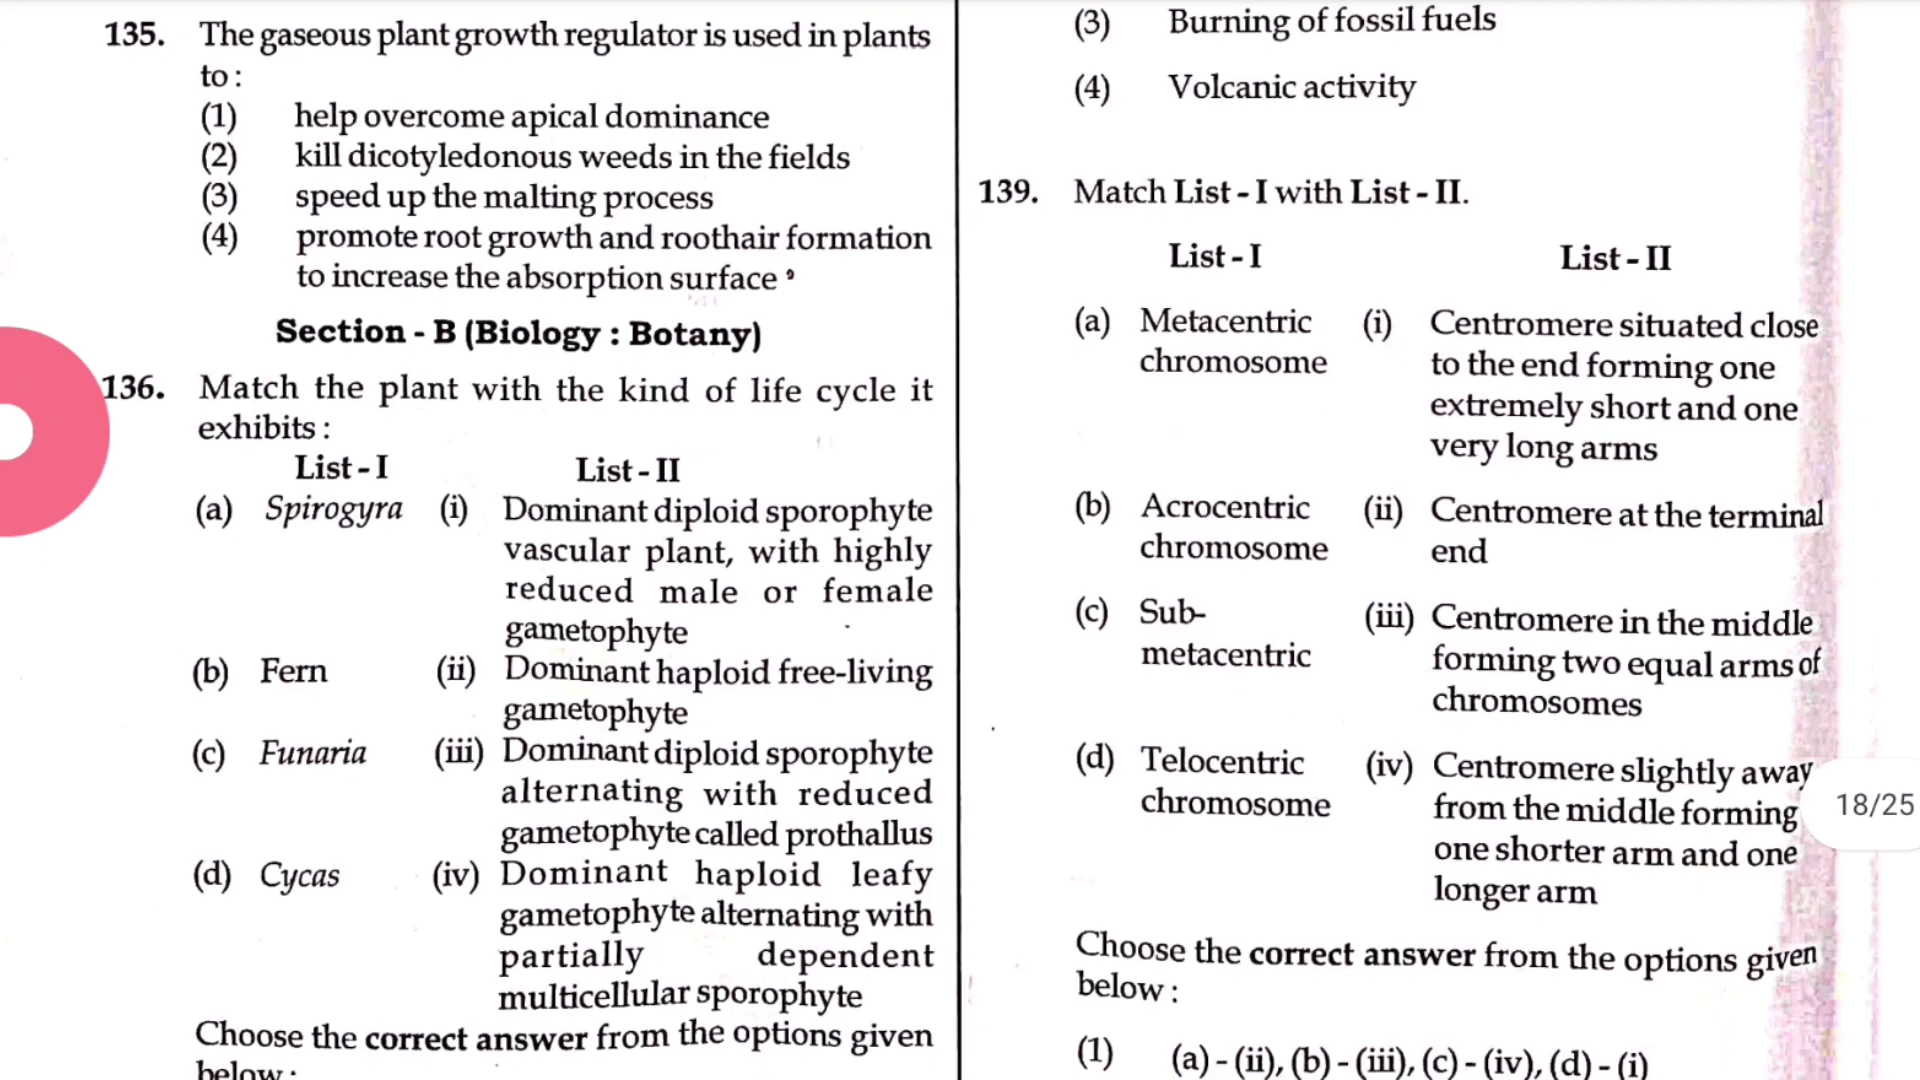 135. The gaseous plant growth regulator is used in plants
to :
(1) help overcome apical dominance
(2) kill dicotyledonous weeds in the fields
(3) speed up the malting process
(4) promote root growth and roothair formation
to increase the absorption surface
Section - B (Biology : Botany)
136. Match the plant with the kind of life cycle it
exhibits :
List - I List - II
(a) Spirogyra (i) Dominant diploid sporophyte
vascular plant, with highly
reduced male or female
gametophyte
(b) Fern (ii) Dominant haploid free-living
gametophyte
(c) Funaria (iii) Dominant diploid sporophyte
alternating with reduced
gametophyte called prothallus
(d) Cycas (iv) Dominant haploid leafy
gametophyte alternating with
partially dependent
multicellular sporophyte
Choose the correct answer from the options given
below :
(3) Burning of fossil fuels
(4) Volcanic activity
139. Match List - I with List - II.
List - I List - II
(a) Metacentric (i) Centromere situated close
chromosome to the end forming one
extremely short and one
very long arms
(b) Acrocentric (ii) Centromere at the terminal
chromosome end
(c) Sub- (iii) Centromere in the middle
metacentric forming two equal arms of
chromosomes
(d) Telocentric (iv) Centromere slightly away
chromosome from the middle forming
one shorter arm and one
longer arm
Choose the correct answer from the options given
below :
(1) (a) - (ii), (b) - (iii), (c) - (iv), (d) - (i)
18/25